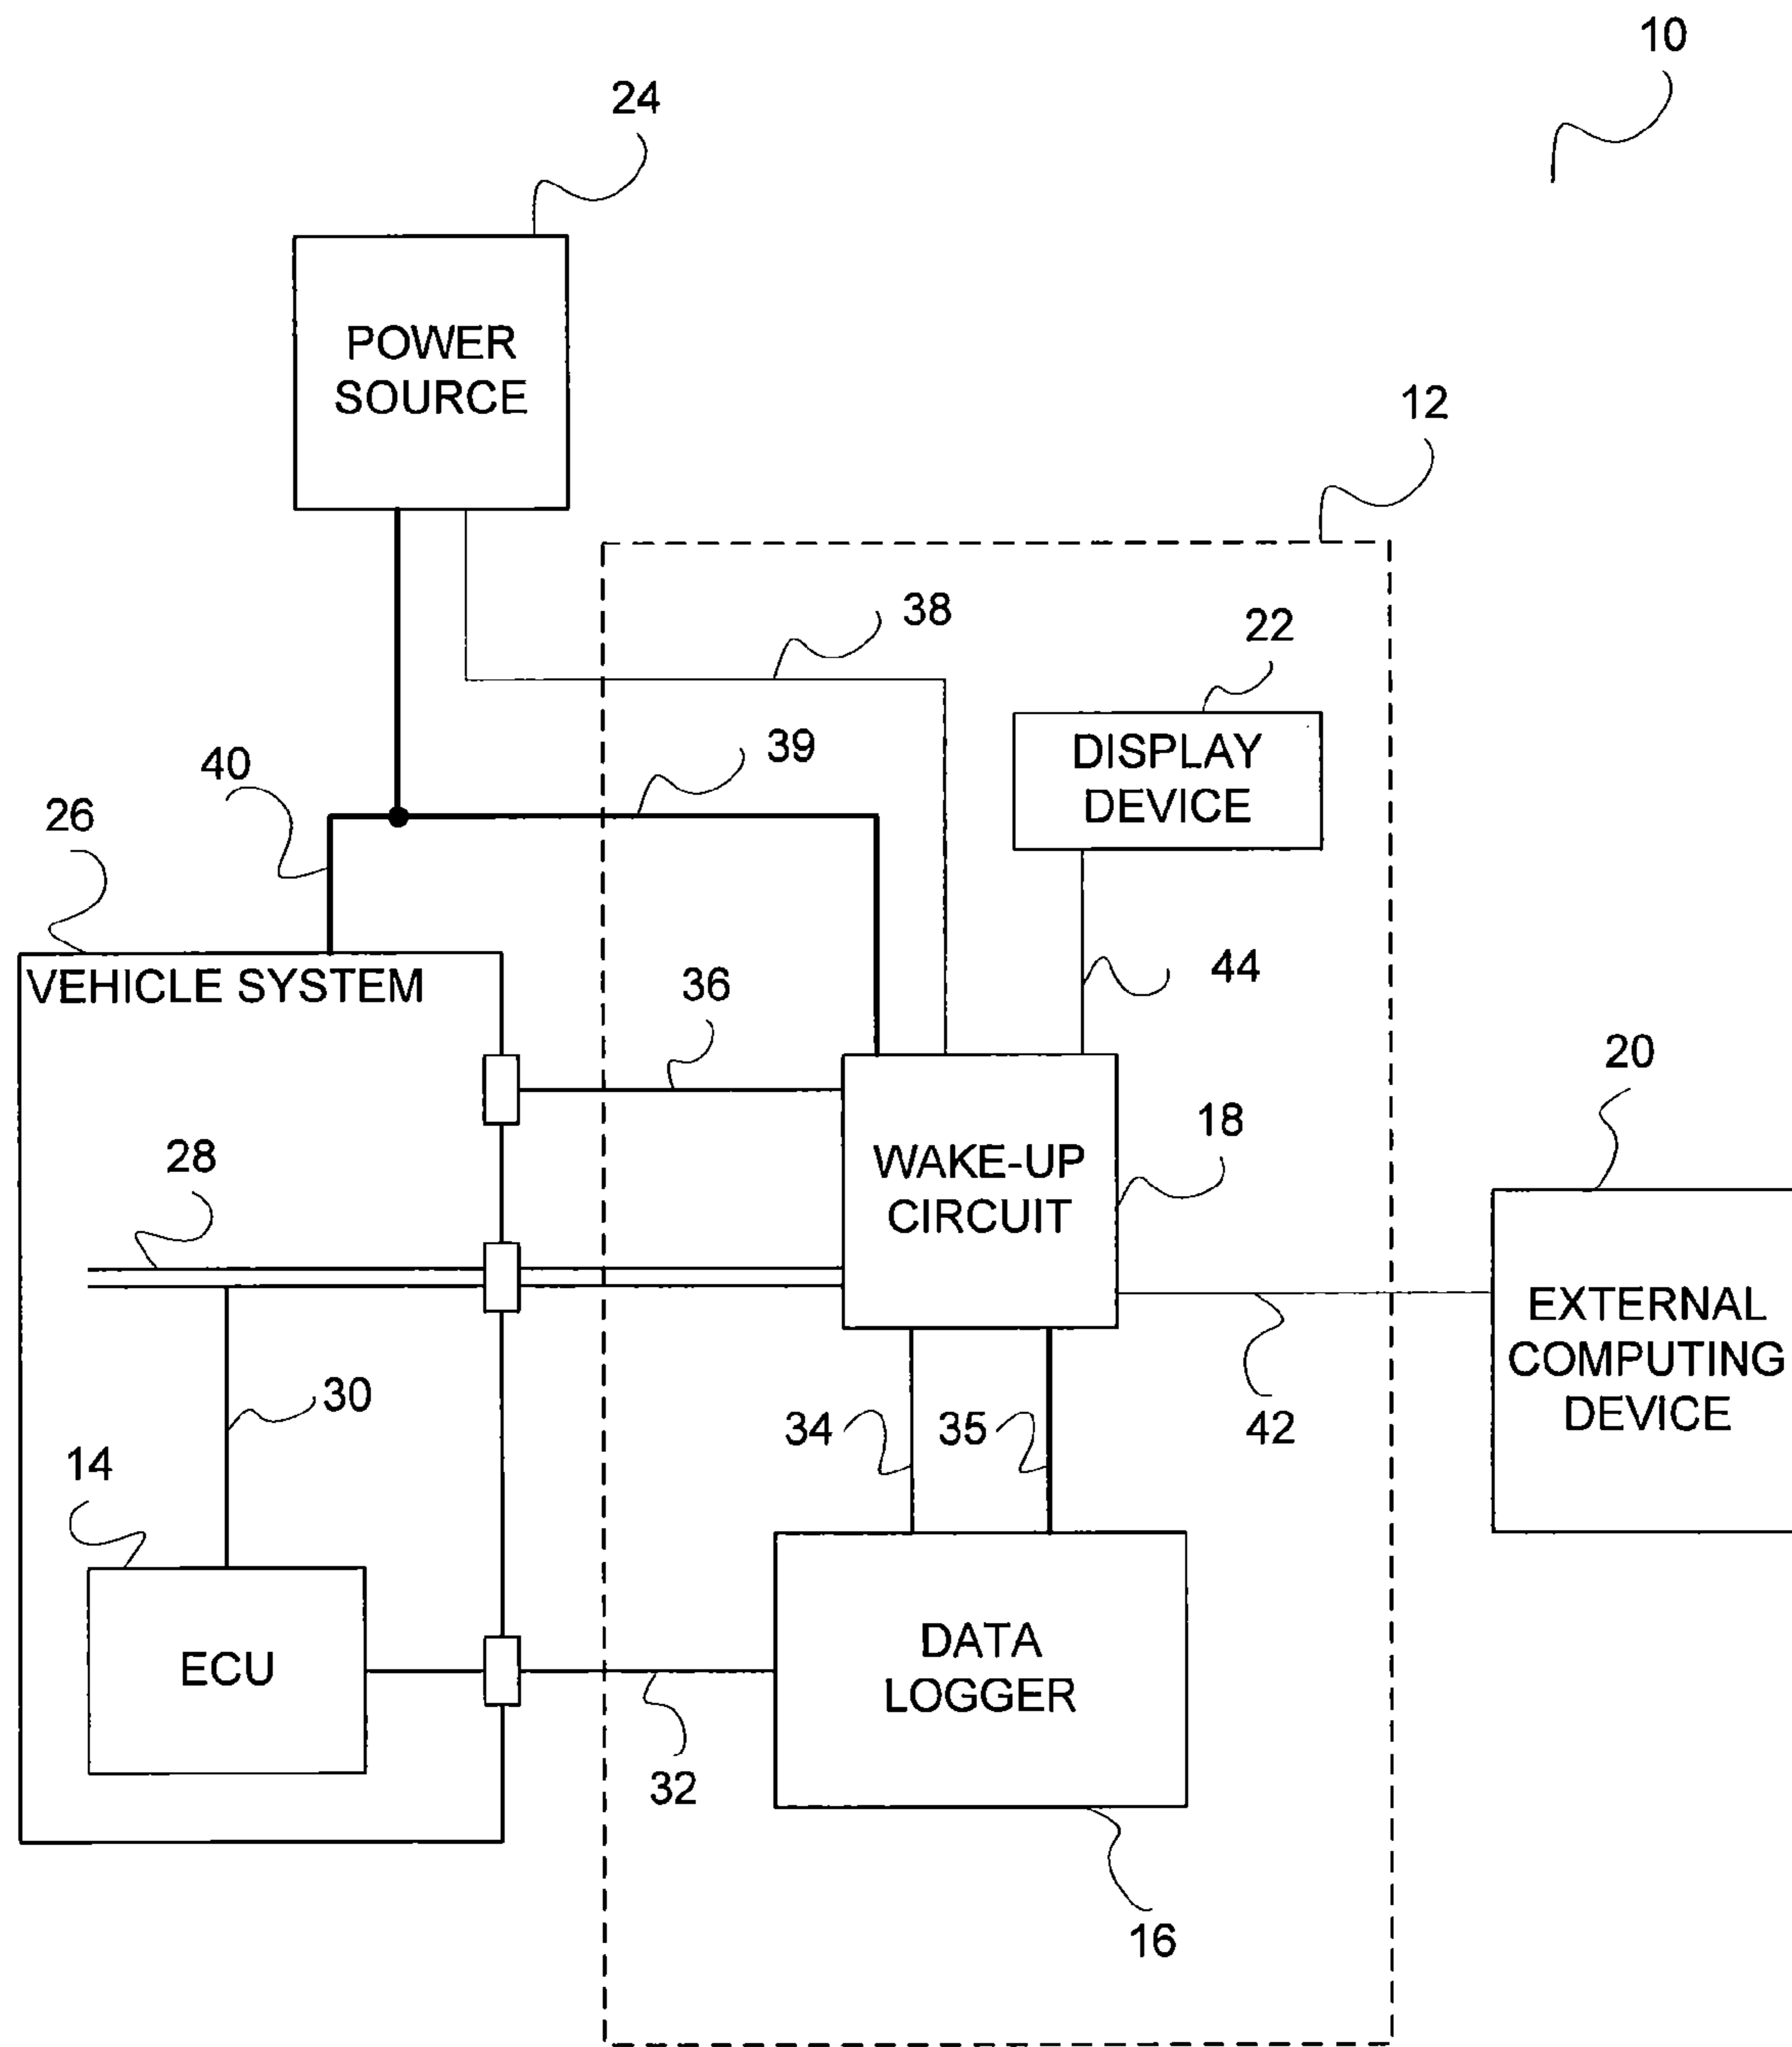 10
24
POWER
SOURCE
12
38
22
DISPLAY
DEVICE
39
40
26
VEHICLE SYSTEM
44
36
20
18
WAKE-UP
CIRCUIT
28
EXTERNAL
COMPUTING
DEVICE
30
34
35
42
14
ECU
DATA
LOGGER
32
16